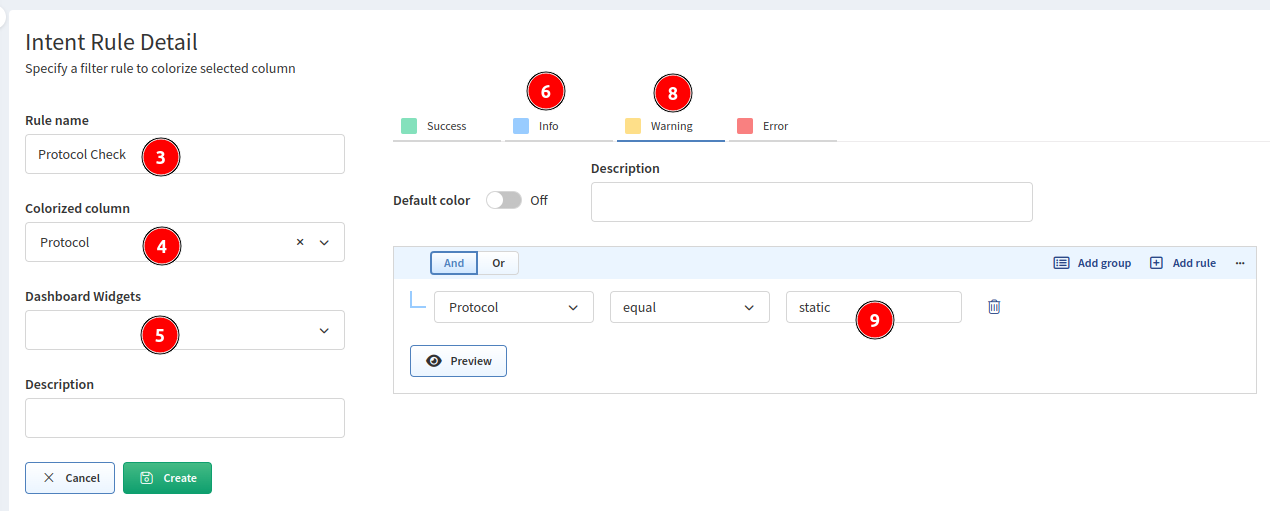 Intent Rule Detail
Specify a filter rule to colorize selected column
Rule name
Protocol Check
3
Colorized column
Protocol
4
Dashboard Widgets
5
Description
Cancel
Create
6
8
Success
Info
Warning
Error
Default color
Off
Description
And
Or
Add group
Add rule
...
Protocol
equal
static
9
Preview